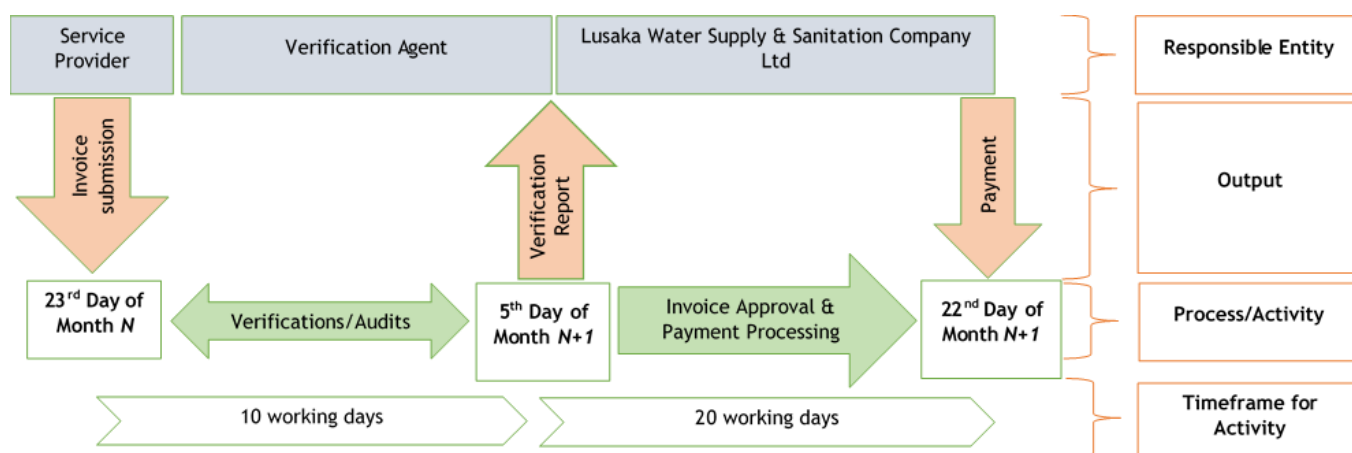 Service
Provider
Verification Agent
Lusaka Water Supply & Sanitation Company
Ltd
Responsible Entity
Invoice
submission
Verification
Report
Payment
Output
23rd Day of
Month N
Verifications/Audits
5th Day of
Month N+1
Invoice Approval &
Payment Processing
22nd Day of
Month N+1
Process/Activity
10 working days
20 working days
Timeframe for
Activity